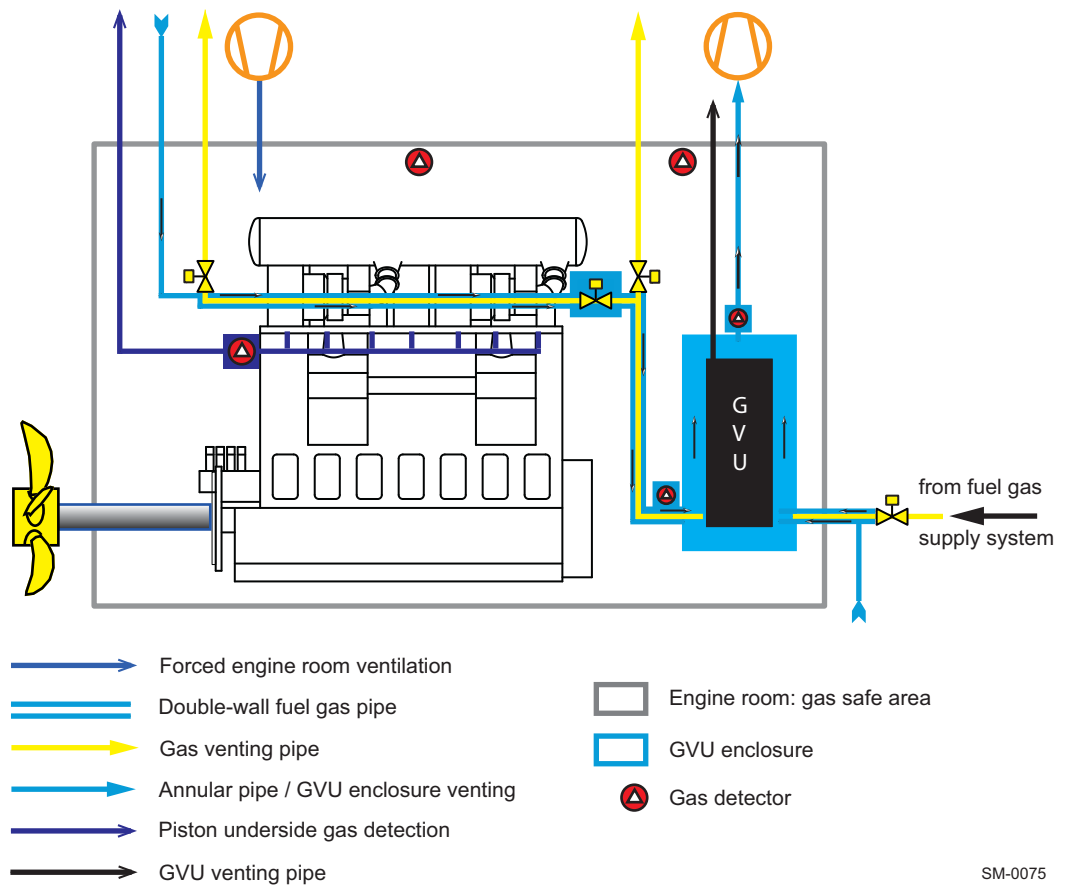 G
V
U
from fuel gas
supply system
Forced engine room ventilation
Double-wall fuel gas pipe
Gas venting pipe
Annular pipe / GVU enclosure venting
Piston underside gas detection
GVU venting pipe
Engine room: gas safe area
GVU enclosure
Gas detector
SM-0075